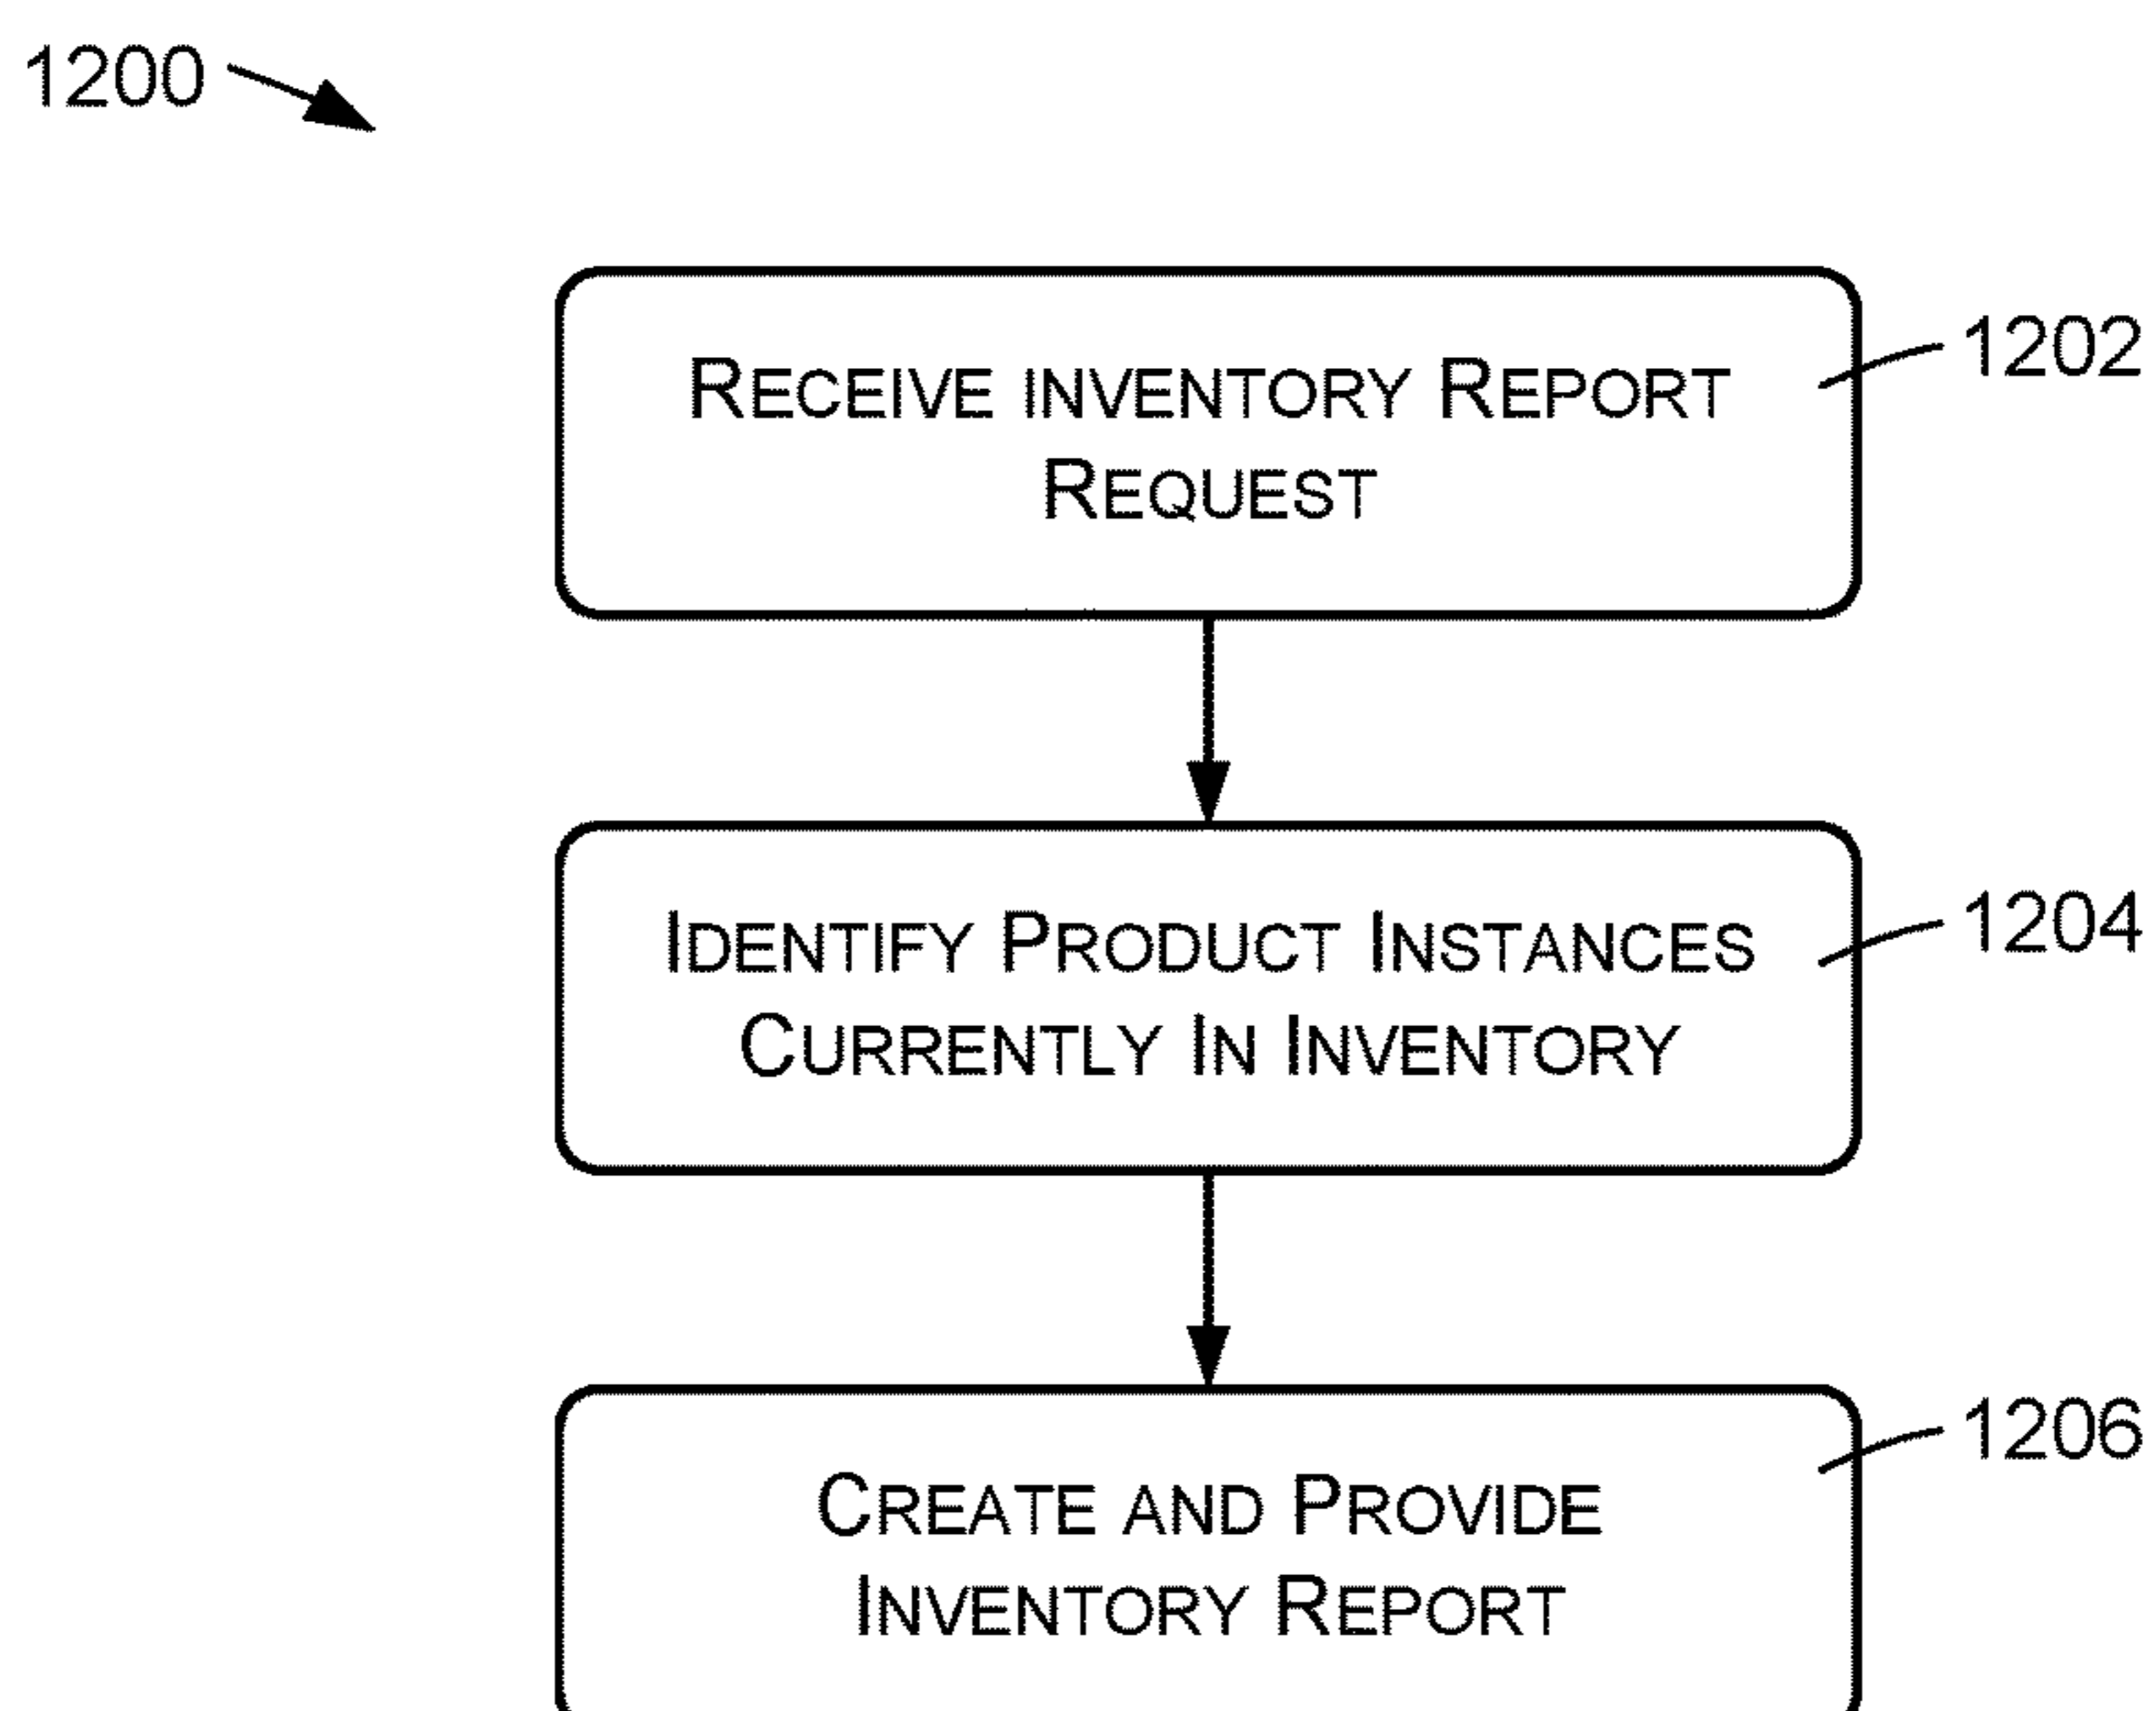 1200
RECEIVE INVENTORY REPORT
REQUEST
1202
IDENTIFY PRODUCT INSTANCES
CURRENTLY IN INVENTORY
1204
CREATE AND PROVIDE
INVENTORY REPORT
1206